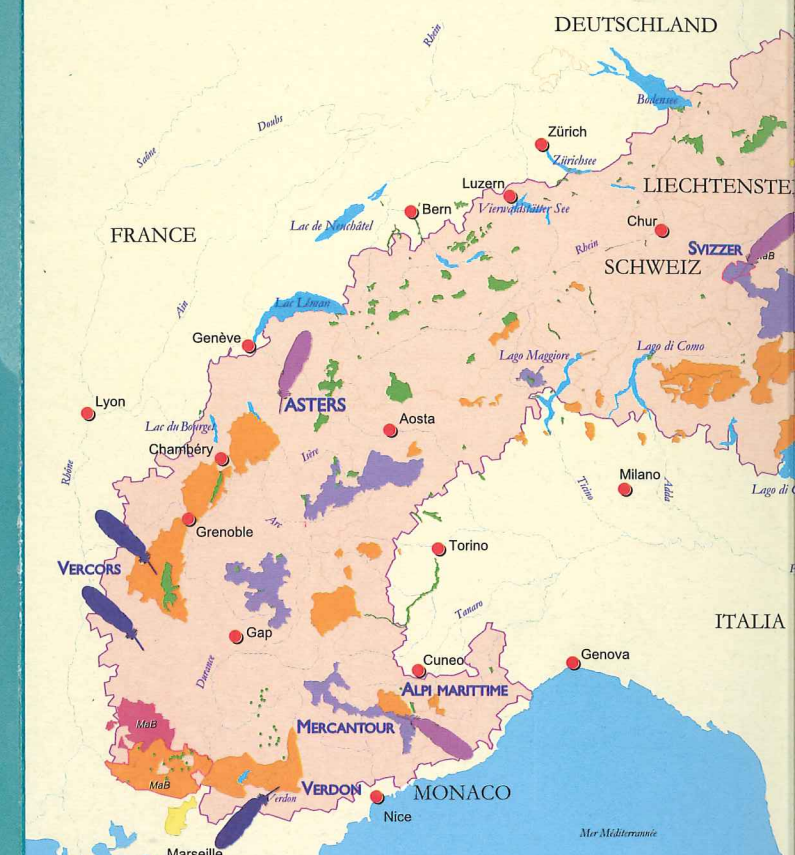 DEUTSCHLAND
Rhein
Bodensee
Doubs
Saône
Zürich
Zürichsee
Luzern
LIECHTENSTEI
Bern
Vierwaldstätter See
Lac de Neuchâtel
Chur
FRANCE
Rhein
SVIZZER
MaB
SCHWEIZ
Ain
Lac Léman
Genève
Lago Maggiore
Lago di Como
Lyon
ASTERS
Aosta
Lac du Bourget
Chambéry
Isère
Rhône
Milano
Ticino
Adda
Lago di
Arc
Grenoble
Torino
VERCORS
Tanaro
ITALIA
Gap
Durance
Cuneo
Genova
ALPI MARITTIME
MaB
MERCANTOUR
MaB
VERDON
MONACO
Verdon
Nice
Mer Méditerrannée
Marseille